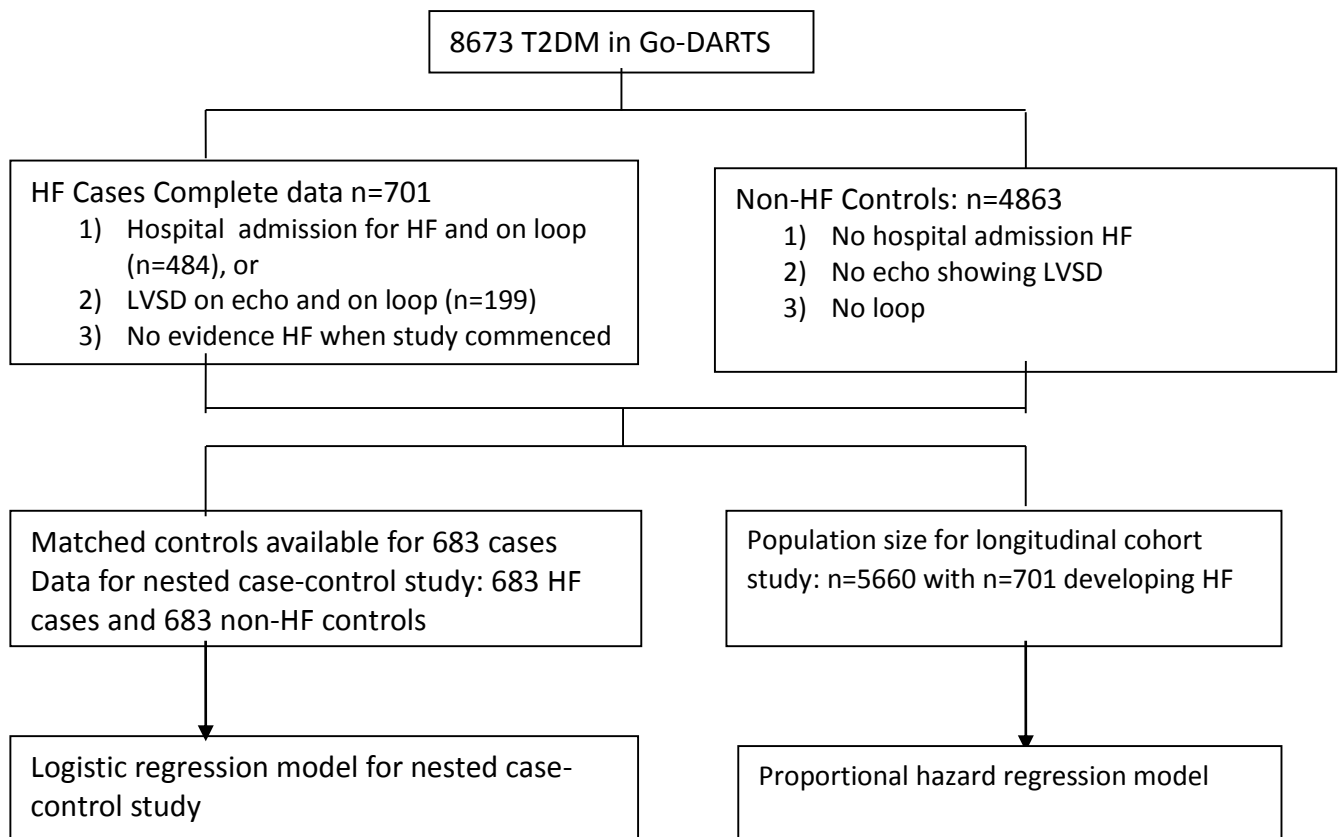 8673 T2DM in Go-DARTS
HF Cases Complete data n=701
1) Hospital admission for HF and on loop
(n=484), or
2) LVSD on echo and on loop (n=199)
3) No evidence HF when study commenced
Non-HF Controls: n=4863
1) No hospital admission HF
2) No echo showing LVSD
3) No loop
Matched controls available for 683 cases
Data for nested case-control study: 683 HF
cases and 683 non-HF controls
Population size for longitudinal cohort
study: n=5660 with n=701 developing HF
Logistic regression model for nested case-
control study
Proportional hazard regression model